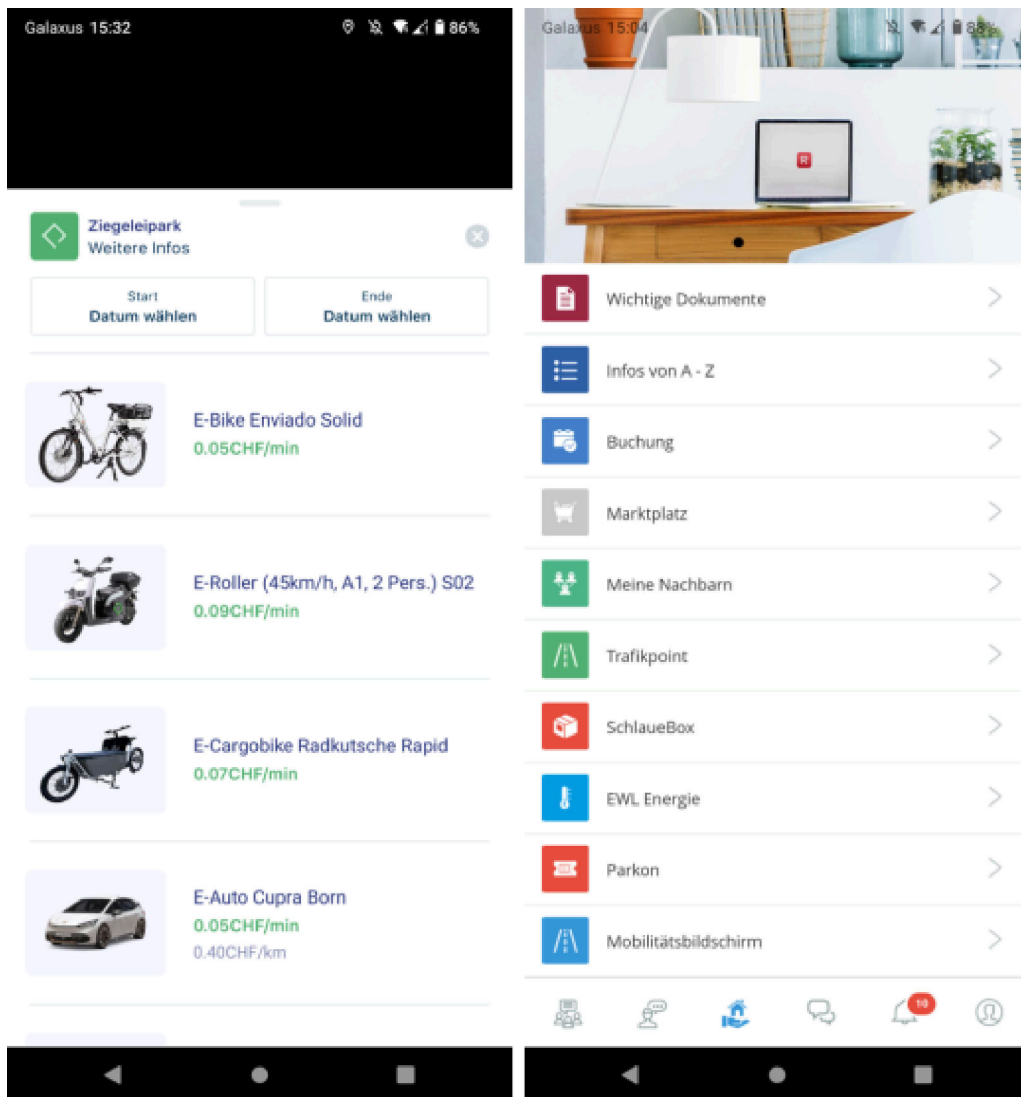 Galaxus 15:32
86%
Ziegeleipark
Weitere Infos
Start
Datum wählen
Ende
Datum wählen
E-Bike Enviado Solid
0.05CHF/min
E-Roller (45km/h, A1, 2 Pers.) S02
0.09CHF/min
E-Cargobike Radkutsche Rapid
0.07CHF/min
E-Auto Cupra Born
0.05CHF/min
0.40CHF/km
Galaxus 15:04
88%
R
Wichtige Dokumente
Infos von A - Z
Buchung
Marktplatz
Meine Nachbarn
Trafikpoint
SchlaueBox
EWL Energie
Parkon
Mobilitätsbildschirm
10